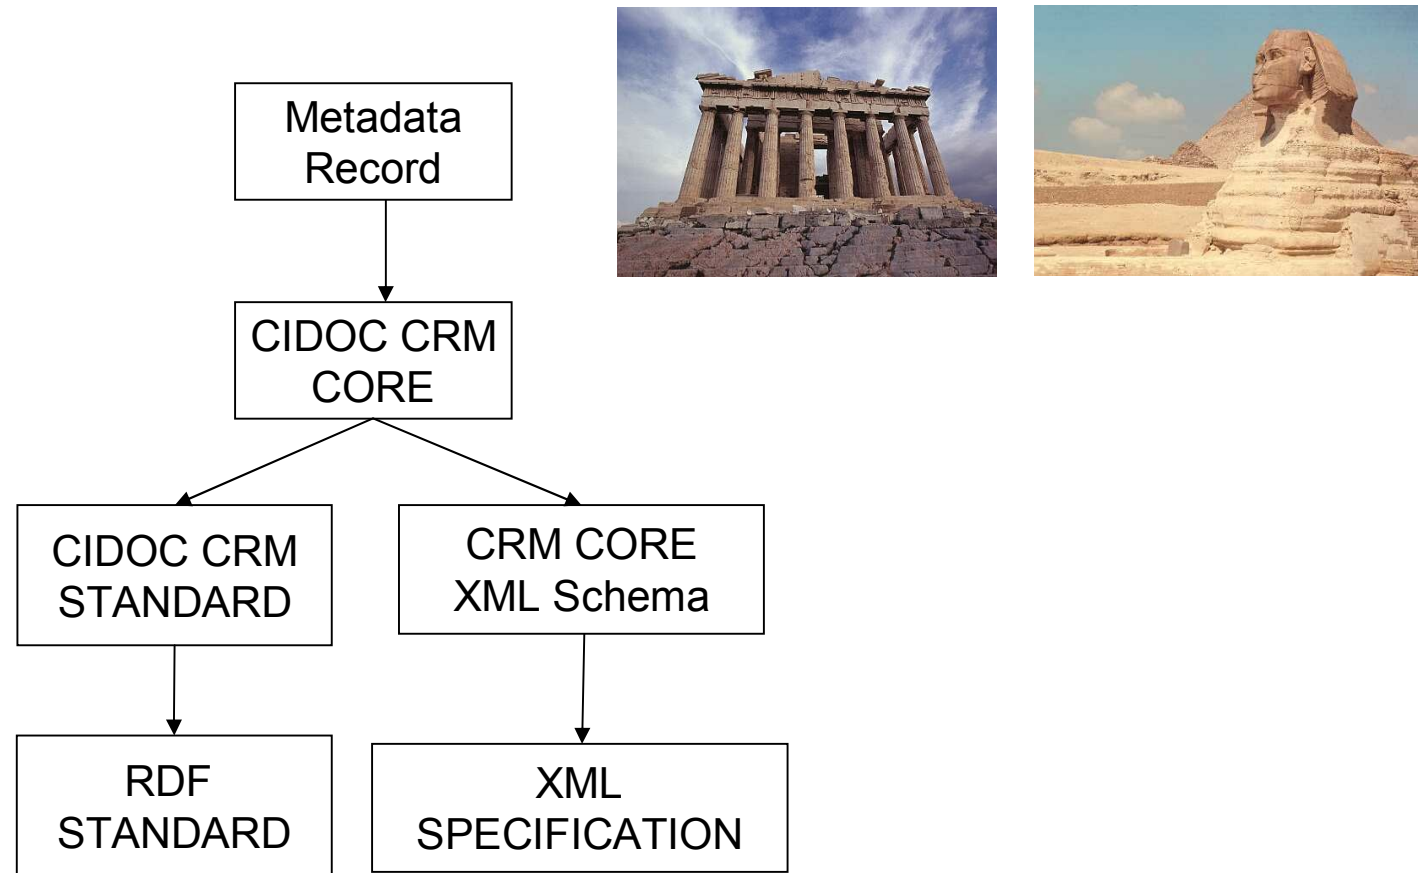 Metadata
Record
CIDOC CRM
CORE
CIDOC CRM
STANDARD
CRM CORE
XML Schema
RDF
STANDARD
XML
SPECIFICATION